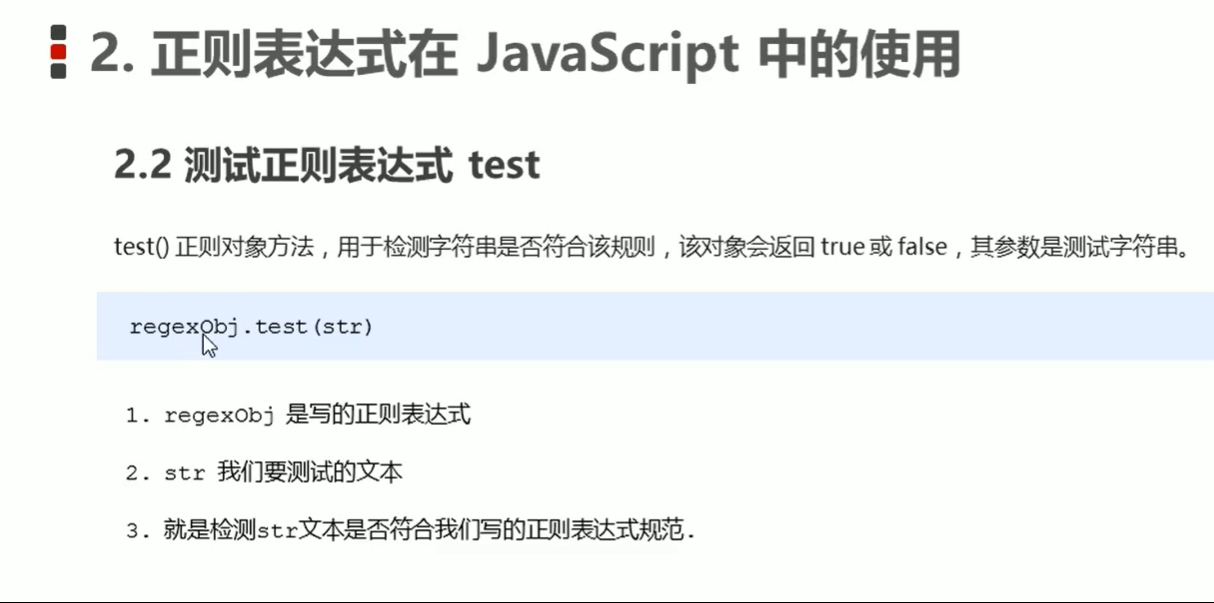 2. 正则表达式在 JavaScript 中的使用
2.2 测试正则表达式 test
test() 正则对象方法，用于检测字符串是否符合该规则，该对象会返回 true 或 false，其参数是测试字符串。
regexObj.test(str)
1. regexObj 是写的正则表达式
2. str 我们要测试的文本
3. 就是检测str文本是否符合我们写的正则表达式规范.